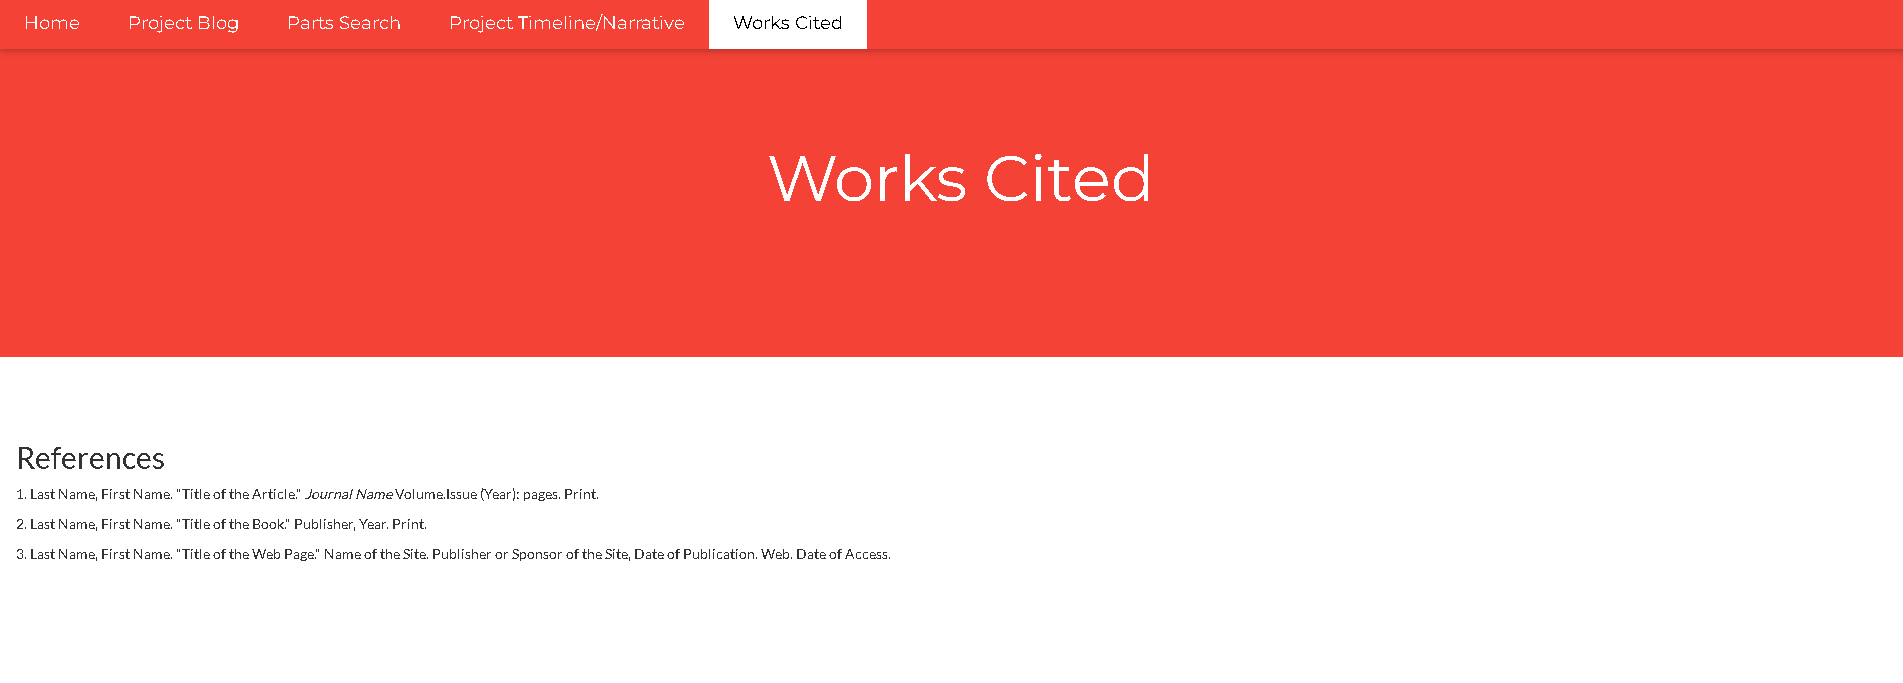 Home Project Blog Parts Search Project Timeline/Narrative Works Cited
Works Cited
References
1. Last Name, First Name. "Title of the Article." Journal Name Volume.Issue (Year): pages. Print.
2. Last Name, First Name. "Title of the Book." Publisher, Year. Print.
3. Last Name, First Name. "Title of the Web Page." Name of the Site. Publisher or Sponsor of the Site, Date of Publication. Web. Date of Access.